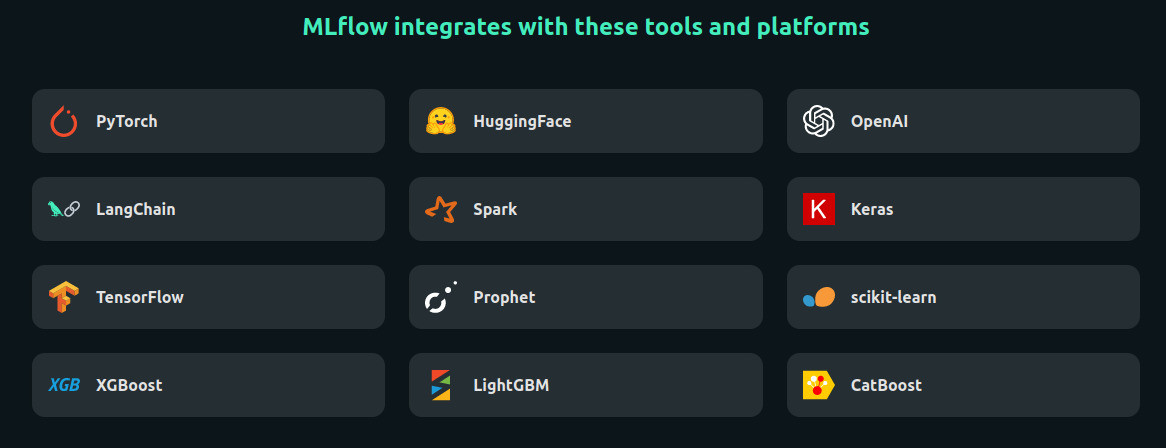 MLflow integrates with these tools and platforms
PyTorch
HuggingFace
OpenAI
LangChain
Spark
K Keras
TensorFlow
Prophet
scikit-learn
XGB XGBoost
LightGBM
CatBoost